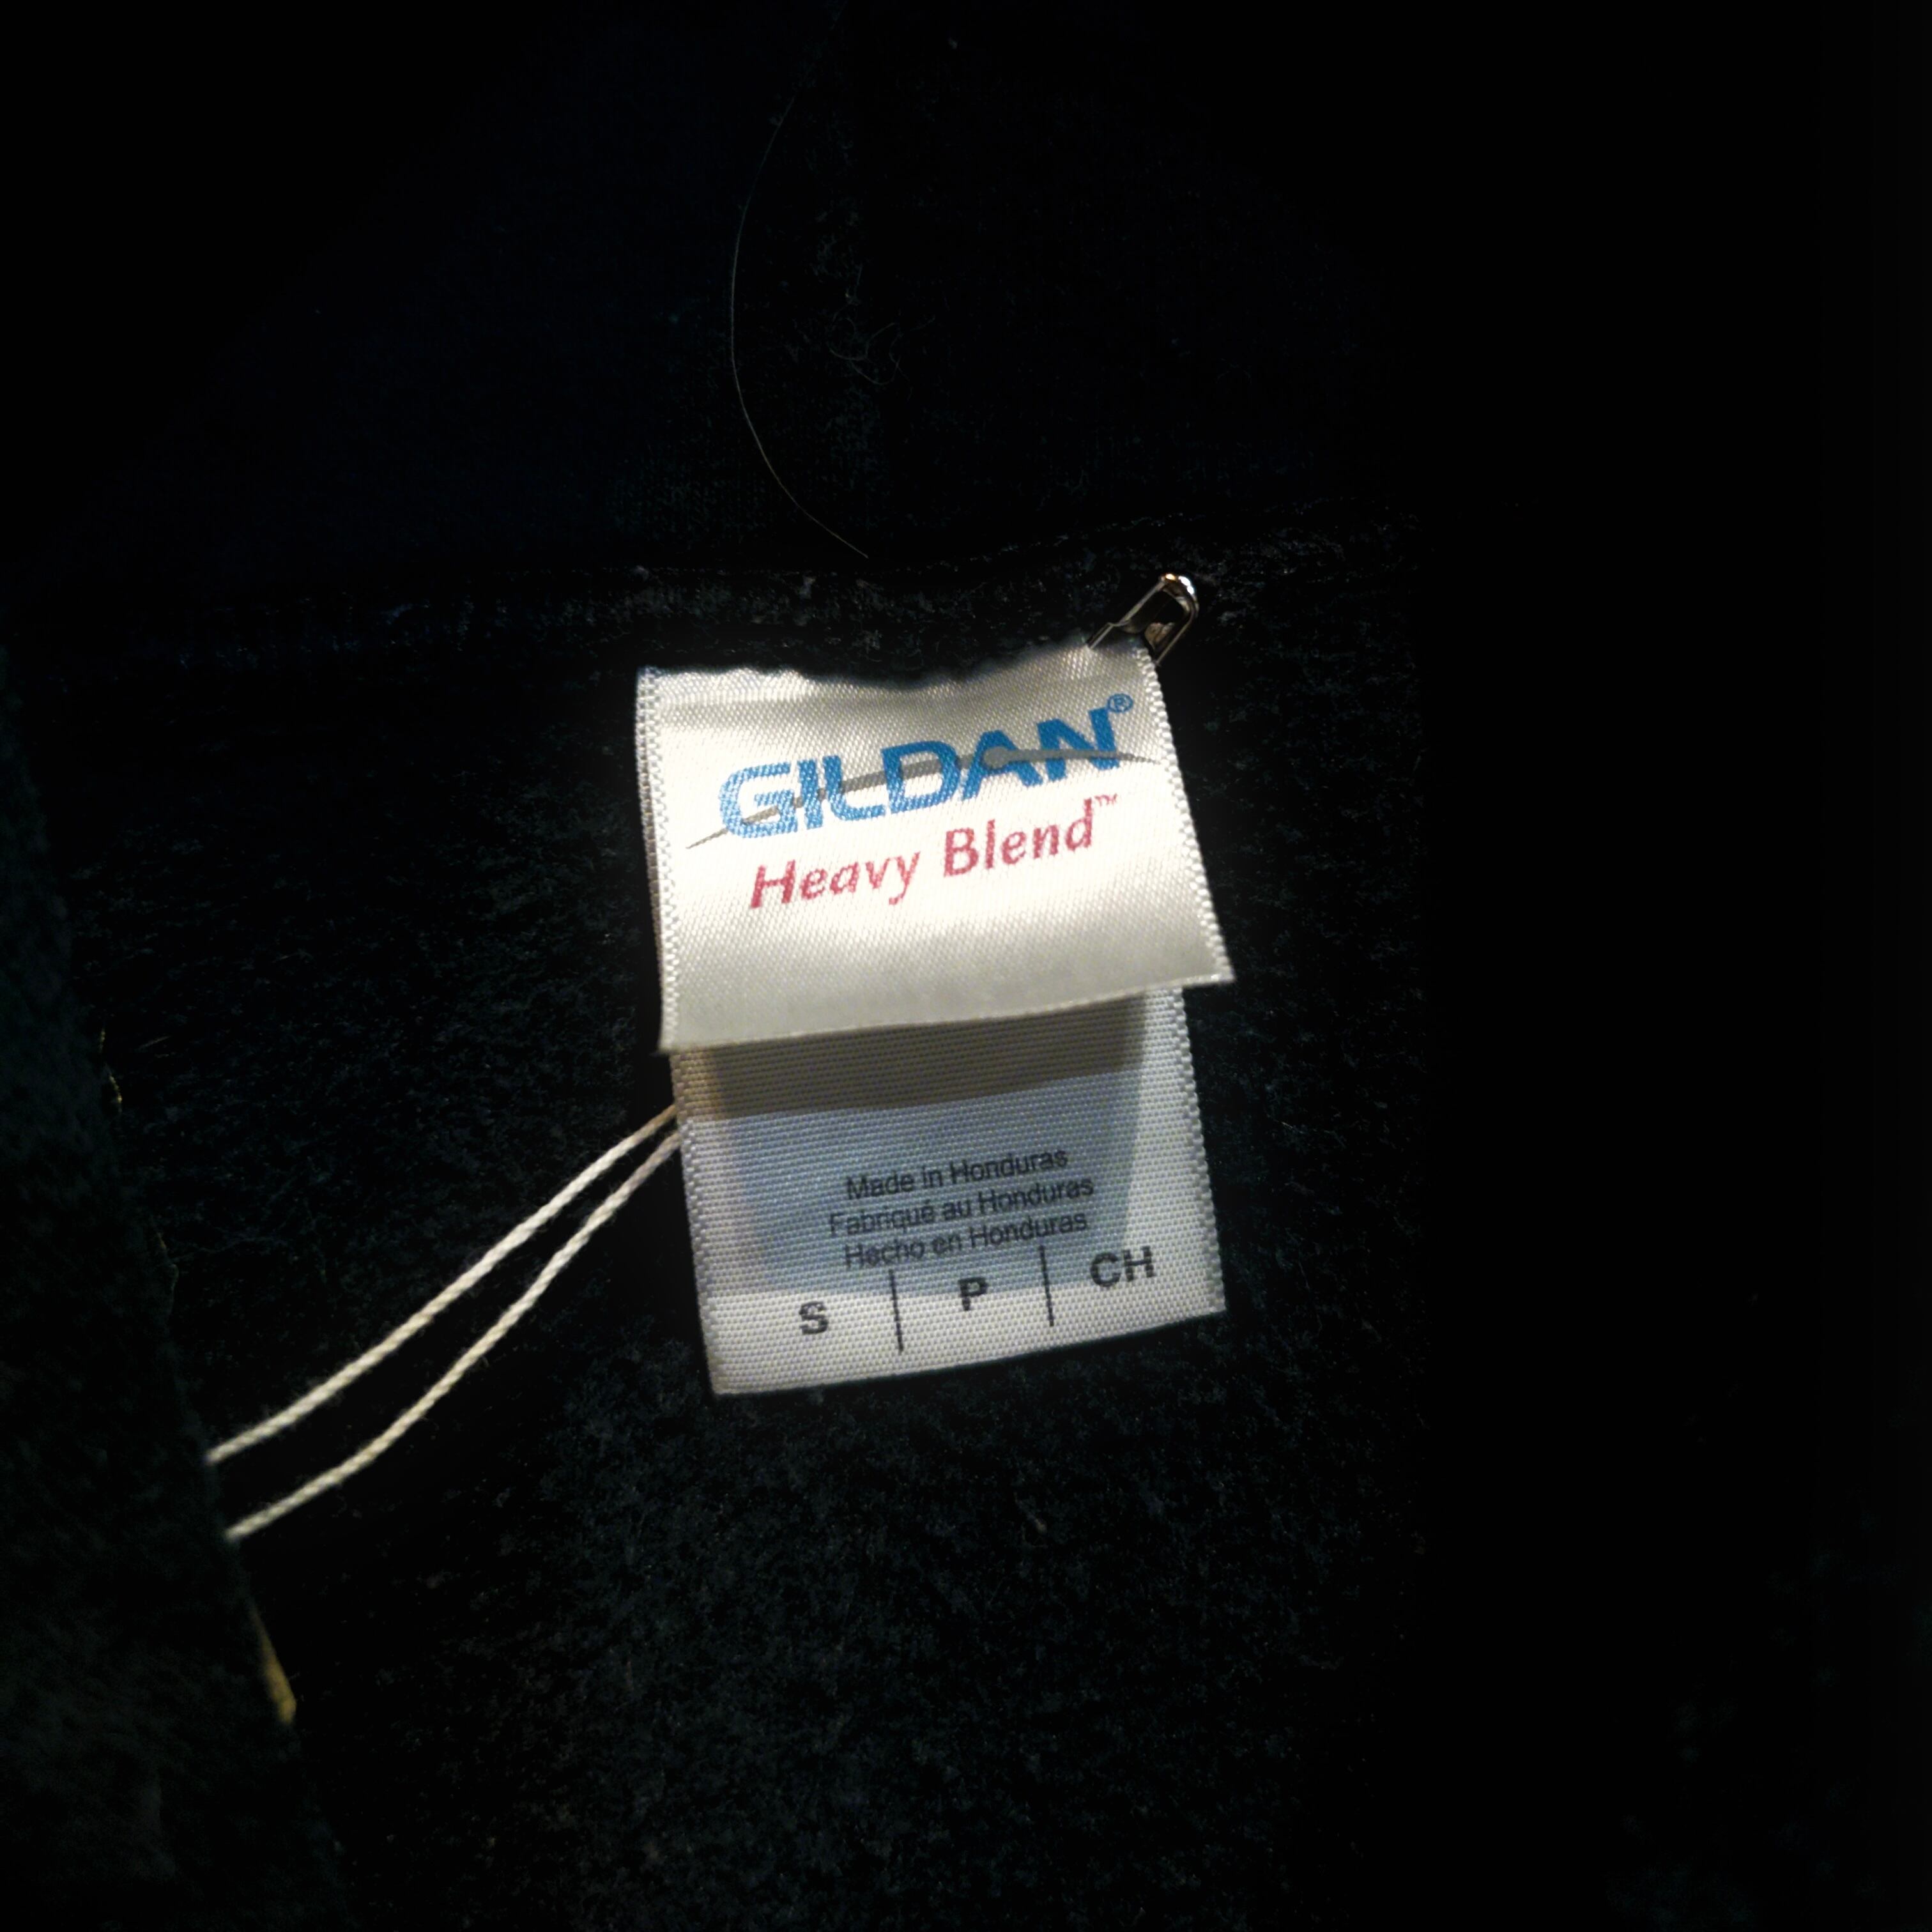 GILDAN®
Heavy Blend™
Made in Honduras
Fabriqué au Honduras
Hecho en Honduras
S | P | CH